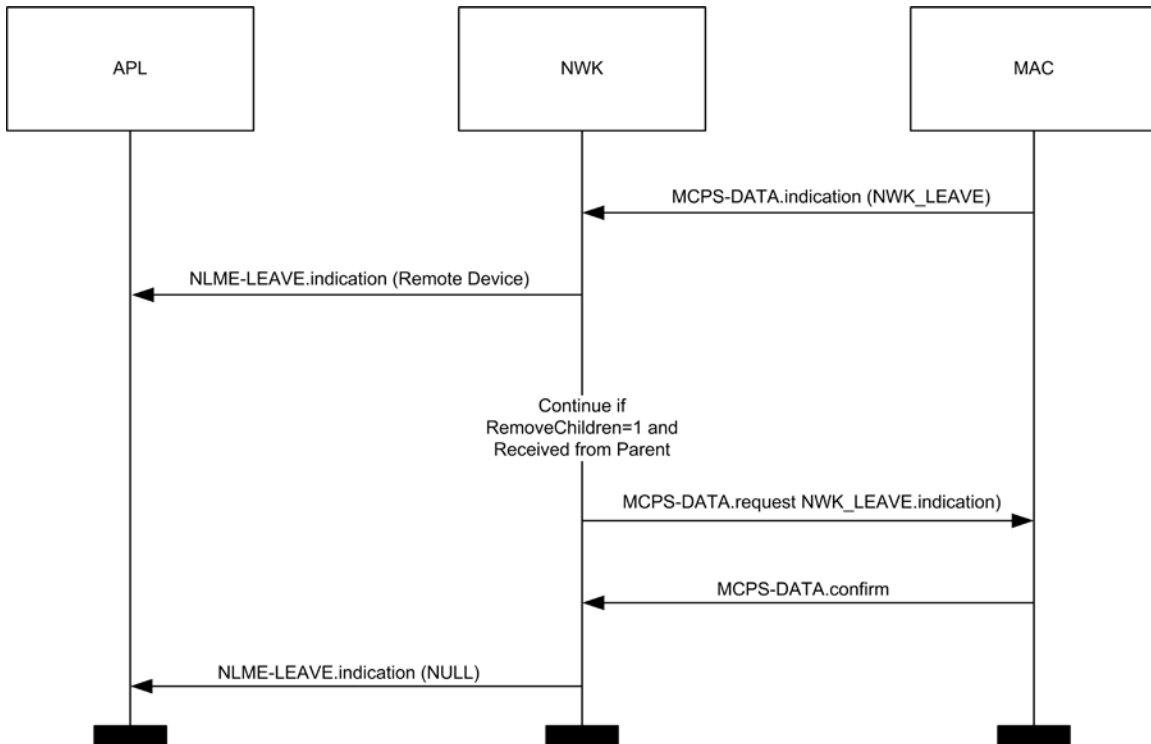 APL
NWK
MAC
MCPS-DATA.indication (NWK_LEAVE)
NLME-LEAVE.indication (Remote Device)
Continue if
RemoveChildren=1 and
Received from Parent
MCPS-DATA.request NWK_LEAVE.indication)
MCPS-DATA.confirm
NLME-LEAVE.indication (NULL)